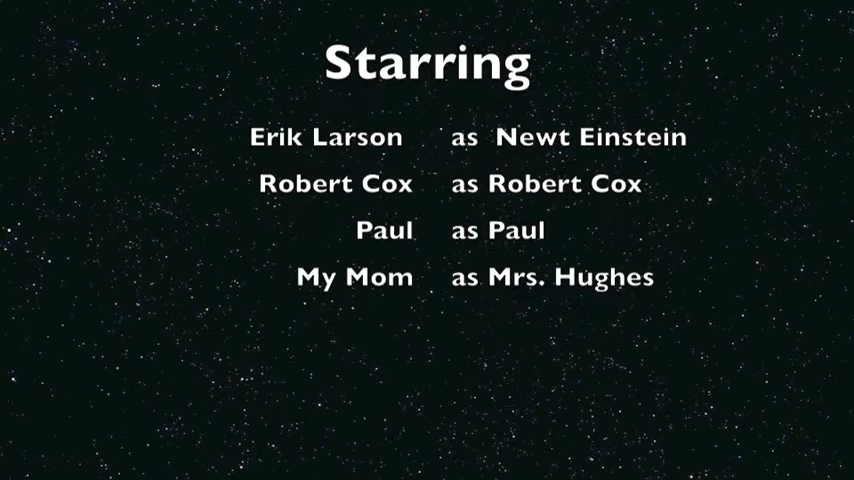 Starring
Erik Larson as Newt Einstein
Robert Cox as Robert Cox
Paul as Paul
My Mom as Mrs. Hughes